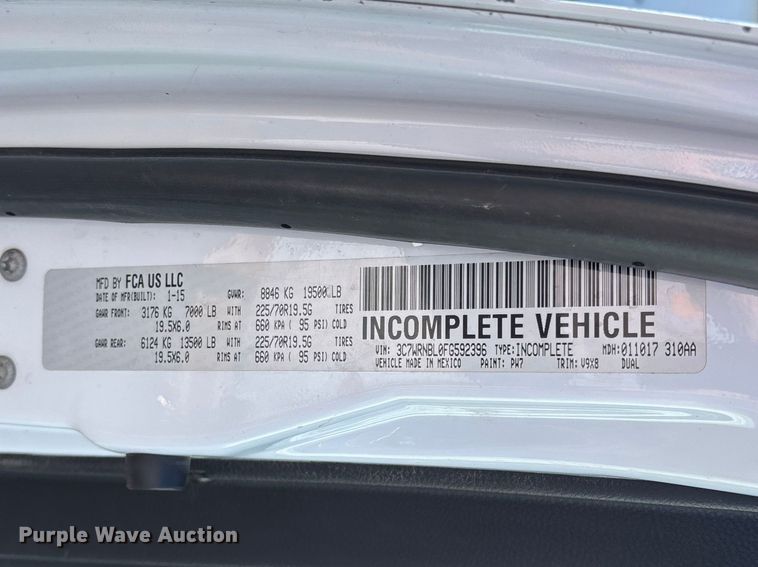 MFD BY FCA US LLC
DATE OF MFR(BUILT): 1-15 GVWR: 8846 KG 19500 LB
GAWR FRONT: 3176 KG 7000 LB WITH 225/70R19.5G TIRES
19.5X6.0 RIMS AT 660 KPA ( 95 PSI) COLD
GAWR REAR: 6124 KG 13500 LB WITH 225/70R19.5G TIRES
19.5X6.0 RIMS AT 660 KPA ( 95 PSI) COLD
INCOMPLETE VEHICLE
VIN: 3C7WRNBL0FG592396 TYPE: INCOMPLETE MDH: 011017 310AA
VEHICLE MADE IN MEXICO PAINT: PW7 TRIM: V9X8 DUAL
Purple Wave Auction